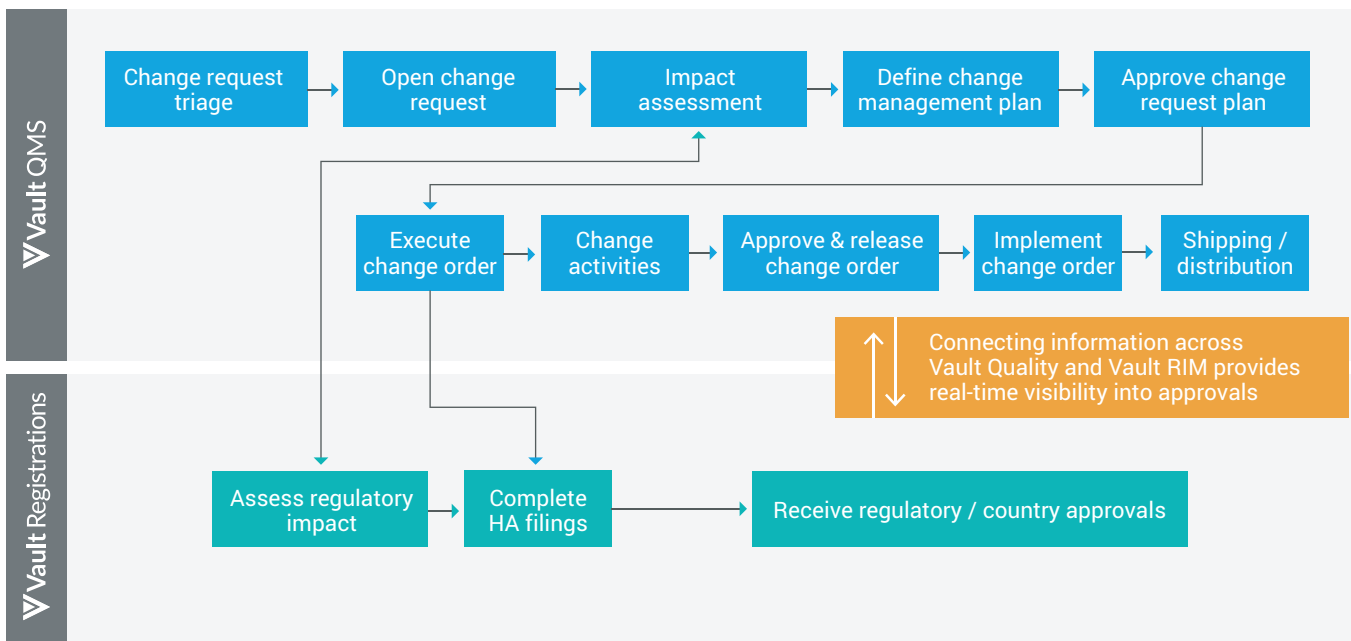 Vault QMS
Change request
triage
Open change
request
Impact
assessment
Define change
management plan
Approve change
request plan
Execute
change order
Change
activities
Approve & release
change order
Implement
change order
Shipping /
distribution
Connecting information across
Vault Quality and Vault RIM provides
real-time visibility into approvals
Vault Registrations
Assess regulatory
impact
Complete
HA filings
Receive regulatory / country approvals